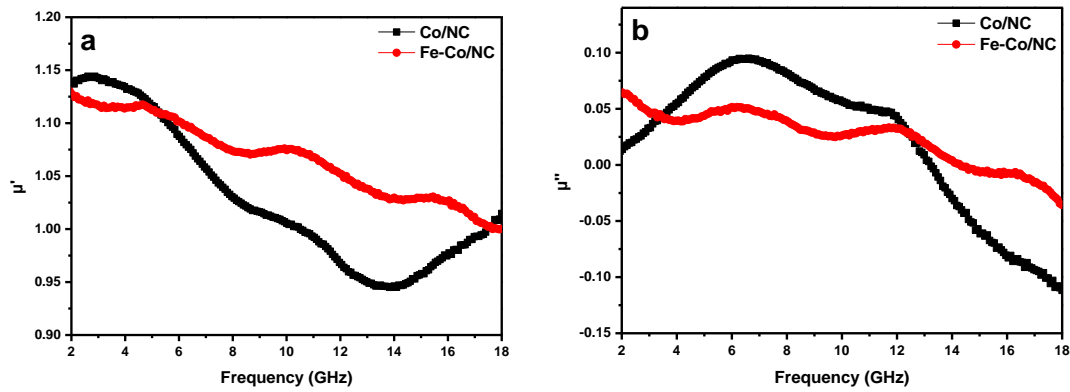 a
Co/NC
Fe-Co/NC
1.20
1.15
1.10
1.05
1.00
0.95
0.90
µ'
2 4 6 8 10 12 14 16 18
Frequency (GHz)
b
Co/NC
Fe-Co/NC
0.10
0.05
0.00
-0.05
-0.10
-0.15
µ"
2 4 6 8 10 12 14 16 18
Frequency (GHz)